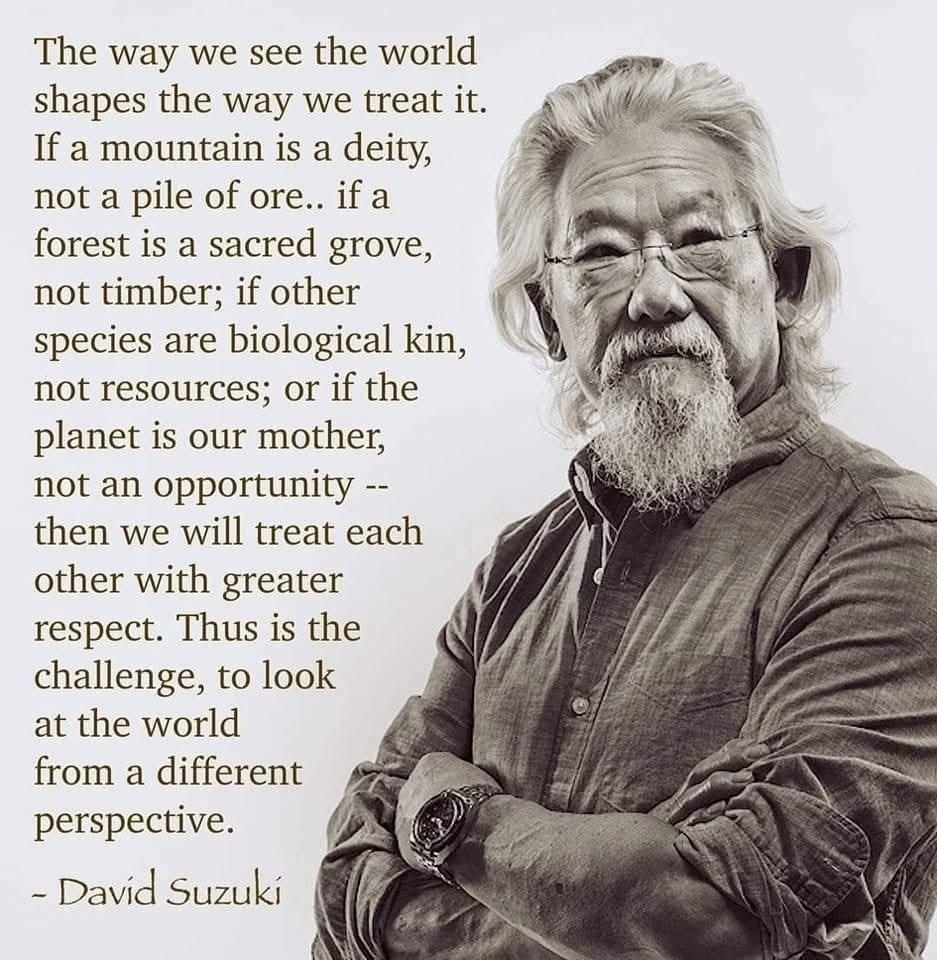 The way we see the world
shapes the way we treat it.
If a mountain is a deity,
not a pile of ore.. if a
forest is a sacred grove,
not timber; if other
species are biological kin,
not resources; or if the
planet is our mother,
not an opportunity --
then we will treat each
other with greater
respect. Thus is the
challenge, to look
at the world
from a different
perspective.
- David Suzuki